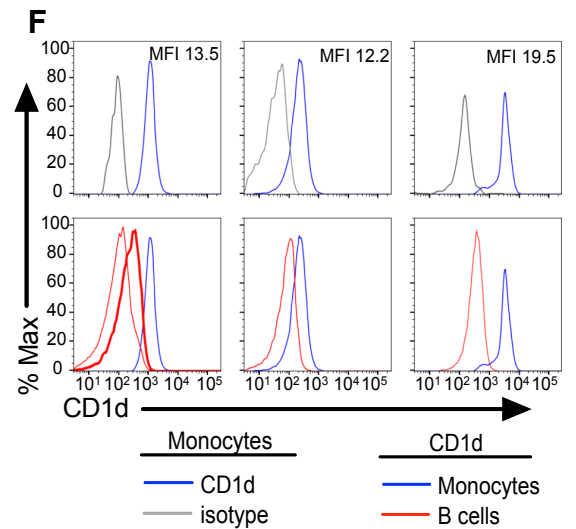 F
MFI 13.5 MFI 12.2 MFI 19.5
100
80
60
40
20
0
100
80
60
40
20
0
% Max
10¹ 10² 10³ 10⁴ 10⁵ 10¹ 10² 10³ 10⁴ 10⁵ 10¹ 10² 10³ 10⁴ 10⁵
CD1d
Monocytes CD1d
CD1d Monocytes
isotype B cells